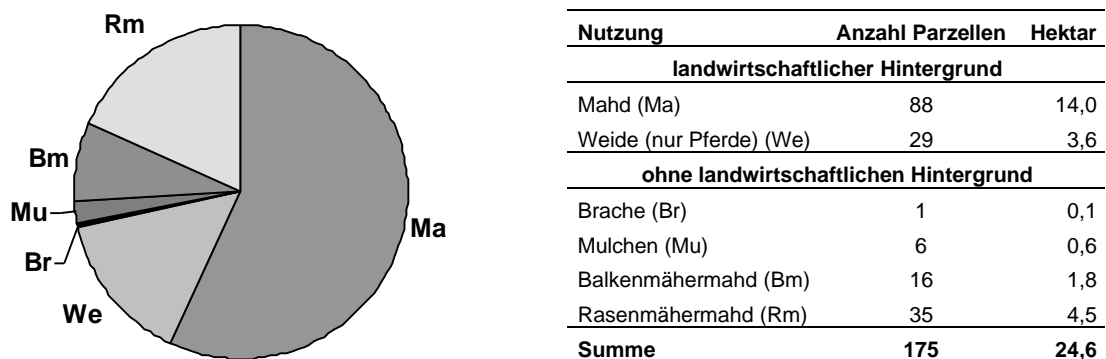 Rm
Bm
Mu
Br
We
Ma
Nutzung Anzahl Parzellen Hektar
landwirtschaftlicher Hintergrund
Mahd (Ma) 88 14,0
Weide (nur Pferde) (We) 29 3,6
ohne landwirtschaftlichen Hintergrund
Brache (Br) 1 0,1
Mulchen (Mu) 6 0,6
Balkenmähermahd (Bm) 16 1,8
Rasenmähermahd (Rm) 35 4,5
Summe 175 24,6